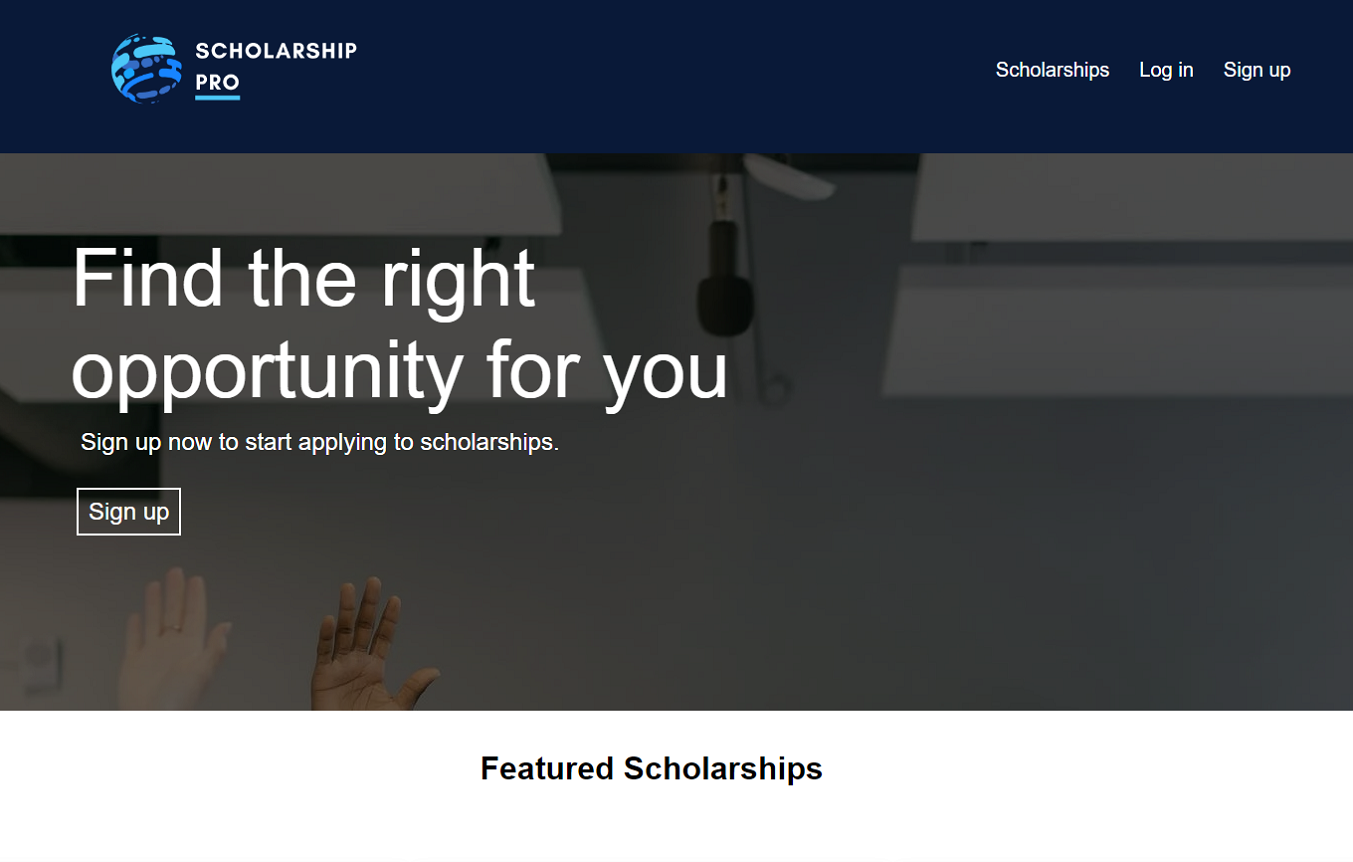 SCHOLARSHIP
PRO
Scholarships Log in Sign up
Find the right
opportunity for you
Sign up now to start applying to scholarships.
Sign up
Featured Scholarships